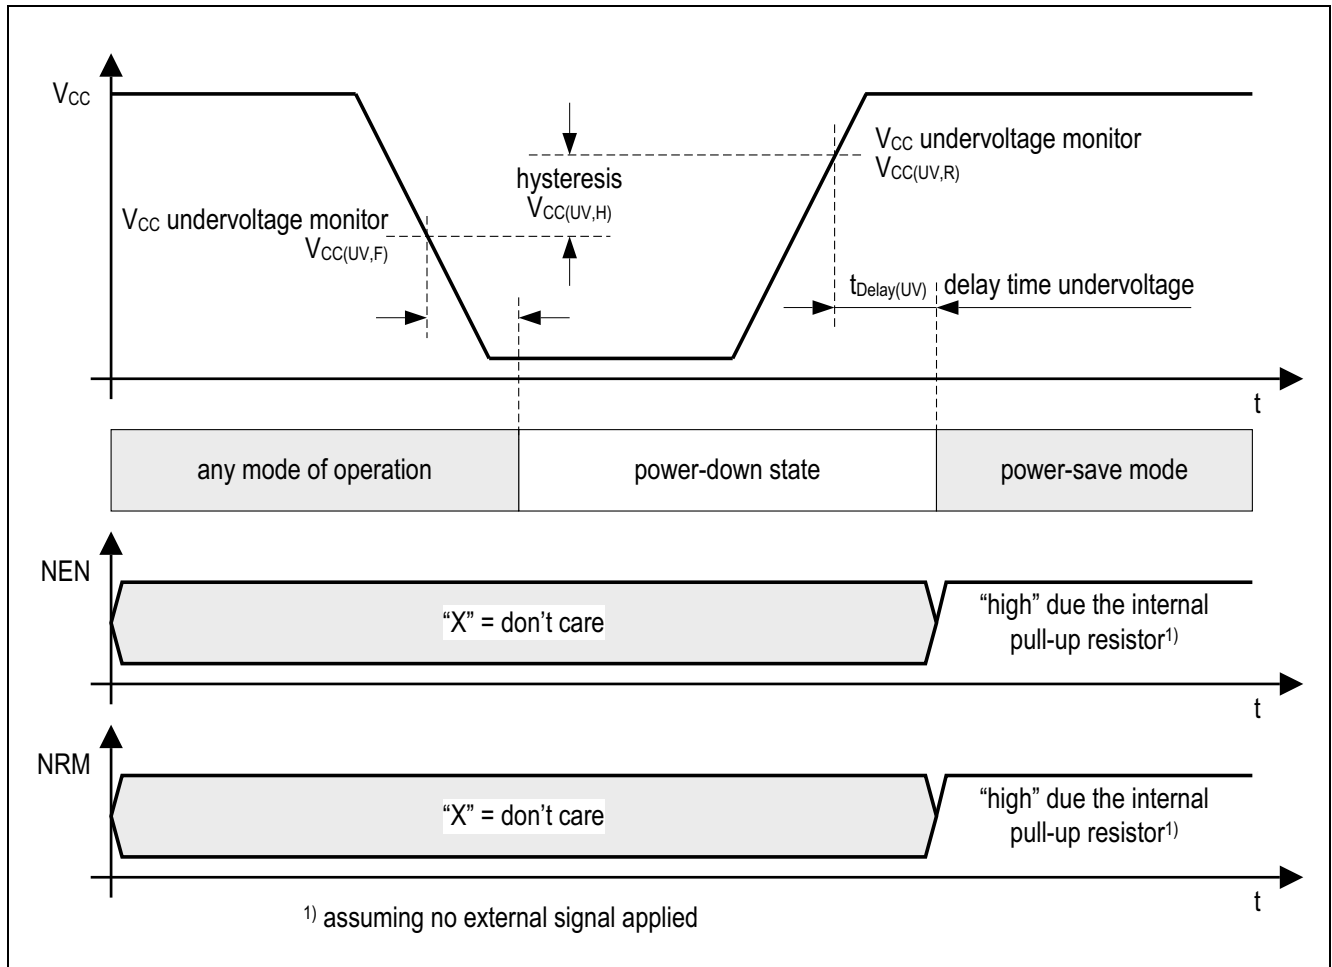 VCC
VCC undervoltage monitor
VCC(UV,R)
hysteresis
VCC(UV,H)
VCC undervoltage monitor
VCC(UV,F)
tDelay(UV) delay time undervoltage
t
any mode of operation
power-down state
power-save mode
NEN
“X” = don’t care
“high” due the internal
pull-up resistor1)
t
NRM
“X” = don’t care
“high” due the internal
pull-up resistor1)
t
1) assuming no external signal applied